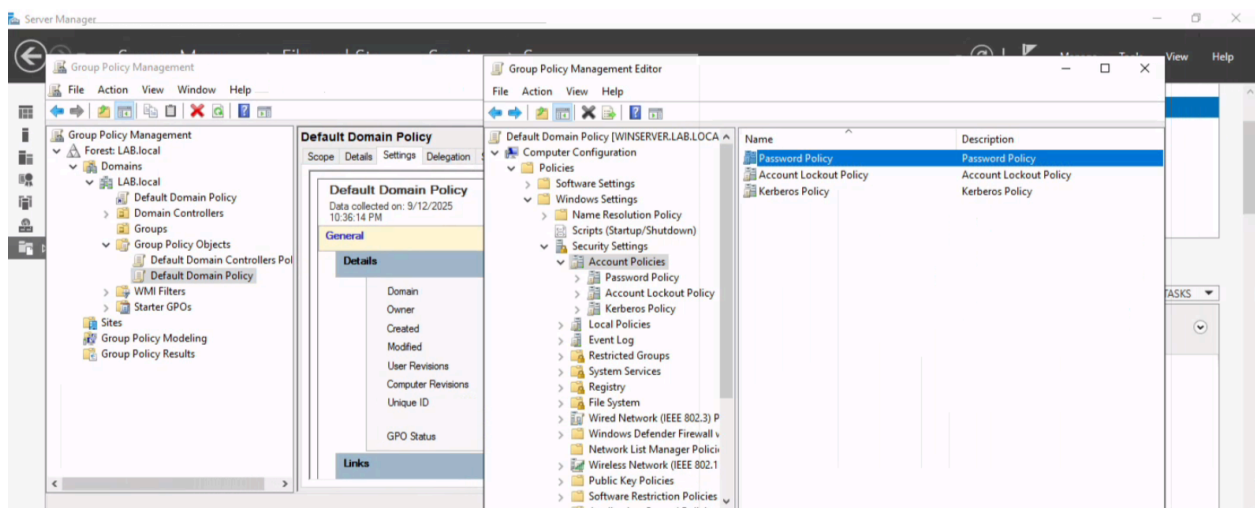 Server Manager
View Help
TASKS
Group Policy Management
File Action View Window Help
Group Policy Management
Forest: LAB.local
Domains
LAB.local
Default Domain Policy
Domain Controllers
Groups
Group Policy Objects
Default Domain Controllers Pol
Default Domain Policy
WMI Filters
Starter GPOs
Sites
Group Policy Modeling
Group Policy Results
Default Domain Policy
Scope Details Settings Delegation
Default Domain Policy
Data collected on: 9/12/2025
10:36:14 PM
General
Details
Domain
Owner
Created
Modified
User Revisions
Computer Revisions
Unique ID
GPO Status
Links
Group Policy Management Editor
File Action View Help
Default Domain Policy [WINSERVER.LAB.LOCA
Computer Configuration
Policies
Software Settings
Windows Settings
Name Resolution Policy
Scripts (Startup/Shutdown)
Security Settings
Account Policies
Password Policy
Account Lockout Policy
Kerberos Policy
Local Policies
Event Log
Restricted Groups
System Services
Registry
File System
Wired Network (IEEE 802.3) P
Windows Defender Firewall v
Network List Manager Polici
Wireless Network (IEEE 802.1
Public Key Policies
Software Restriction Policies
Name Description
Password Policy Password Policy
Account Lockout Policy Account Lockout Policy
Kerberos Policy Kerberos Policy